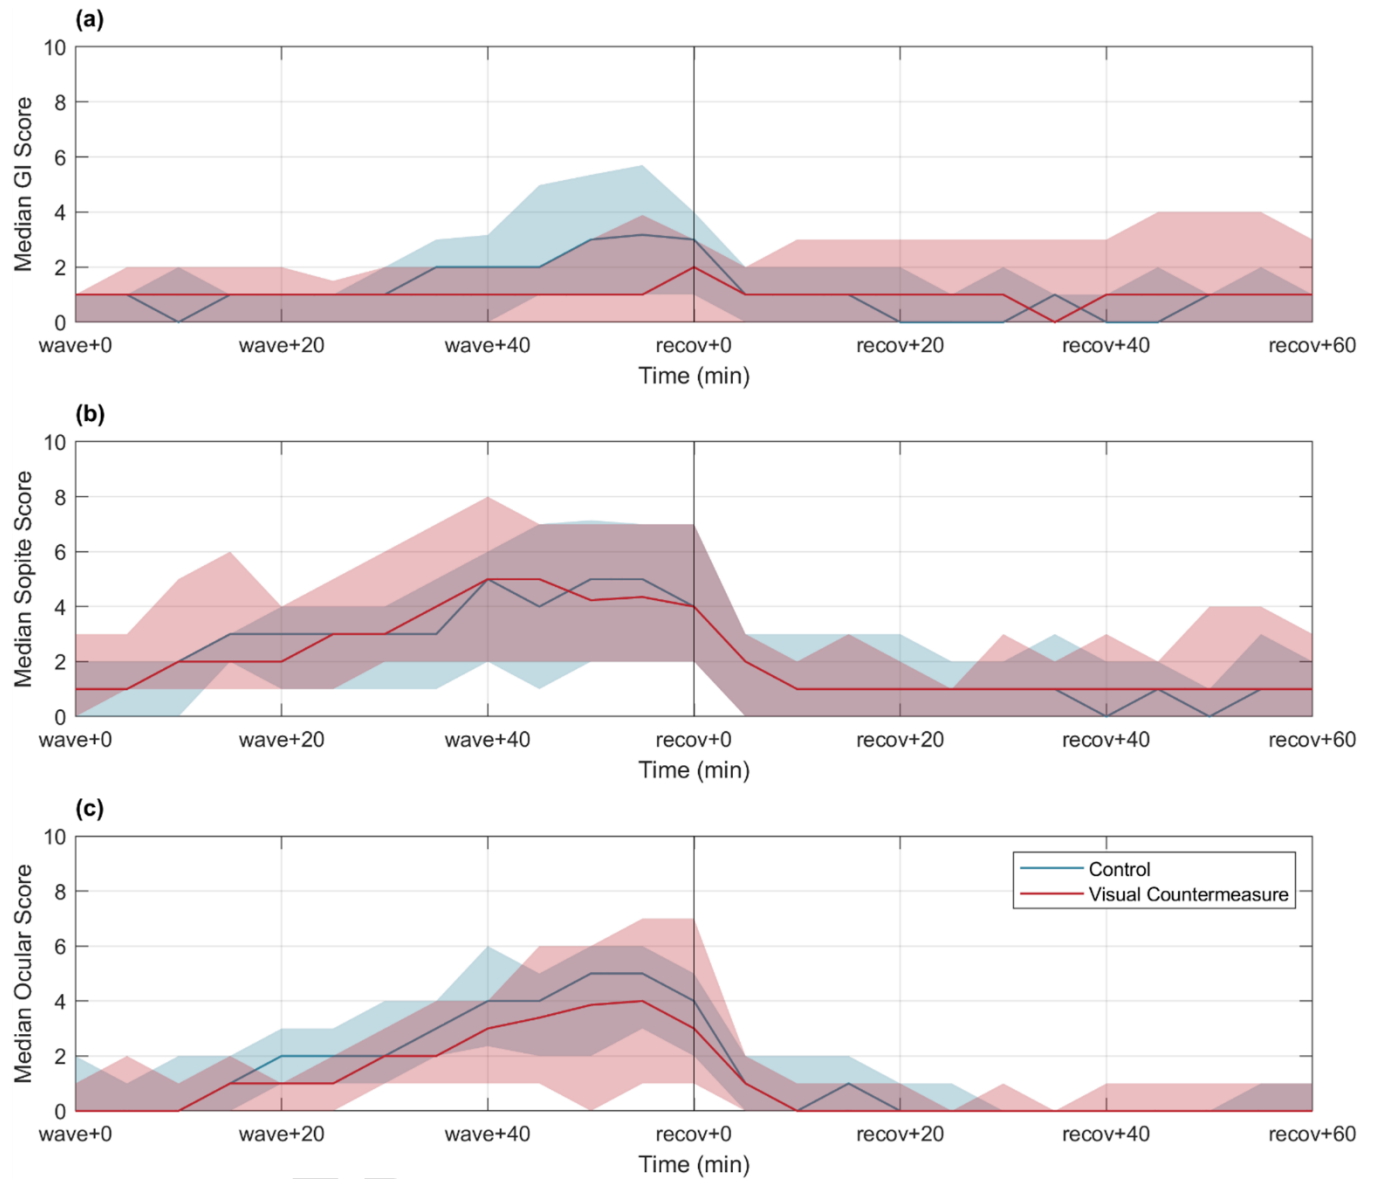 (a)
10
8
6
4
2
0
Median GI Score
wave+0 wave+20 wave+40 recov+0 recov+20 recov+40 recov+60
Time (min)
(b)
10
8
6
4
2
0
Median Sopite Score
wave+0 wave+20 wave+40 recov+0 recov+20 recov+40 recov+60
Time (min)
(c)
10
8
6
4
2
0
Median Ocular Score
Control
Visual Countermeasure
wave+0 wave+20 wave+40 recov+0 recov+20 recov+40 recov+60
Time (min)